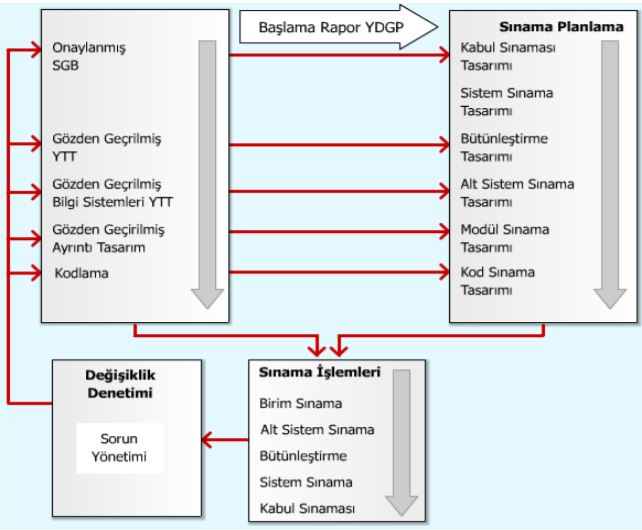 Başlama Rapor YDGP
Onaylanmış
SGB
Gözden Geçrilmiş
YTT
Gözden Geçrilmiş
Bilgi Sistemleri YTT
Gözden Geçirilmiş
Ayrıntı Tasarım
Kodlama
Sınama Planlama
Kabul Sınaması
Tasarımı
Sistem Sınama
Tasarımı
Bütünleştirme
Tasarımı
Alt Sistem Sınama
Tasarımı
Modül Sınama
Tasarımı
Kod Sınama
Tasarımı
Değişiklik
Denetimi
Sorun
Yönetimi
Sınama İşlemleri
Birim Sınama
Alt Sistem Sınama
Bütünleştirme
Sistem Sınama
Kabul Sınaması